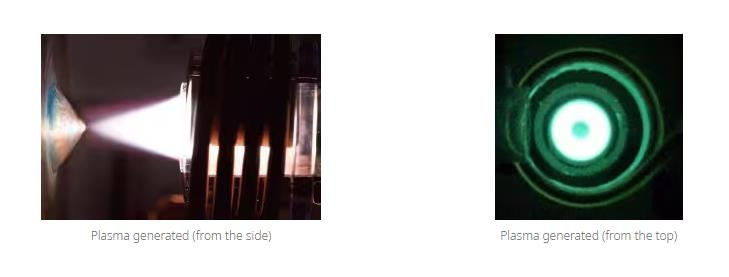 Plasma generated (from the side)
Plasma generated (from the top)